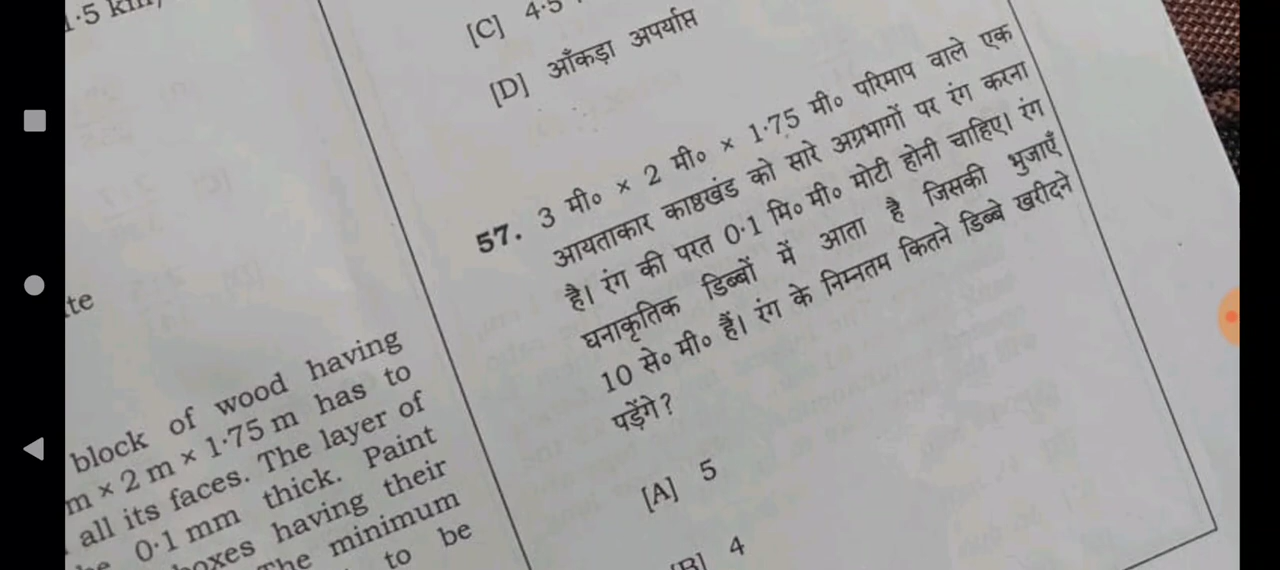 1·5 km/
te
block of wood having
m × 2 m × 1·75 m has to
all its faces. The layer of
be 0·1 mm thick. Paint
boxes having their
The minimum
to be
[C] 4·5
[D] आँकड़ा अपर्याप्त
57. 3 मी० × 2 मी० × 1·75 मी० परिमाप वाले एक
आयताकार काष्ठखंड को सारे अग्रभागों पर रंग करना
है। रंग की परत 0·1 मि० मी० मोटी होनी चाहिए। रंग
घनाकृतिक डिब्बों में आता है जिसकी भुजाएँ
10 से० मी० हैं। रंग के निम्नतम कितने डिब्बे खरीदने
पड़ेंगे?
[A] 5
[B] 4